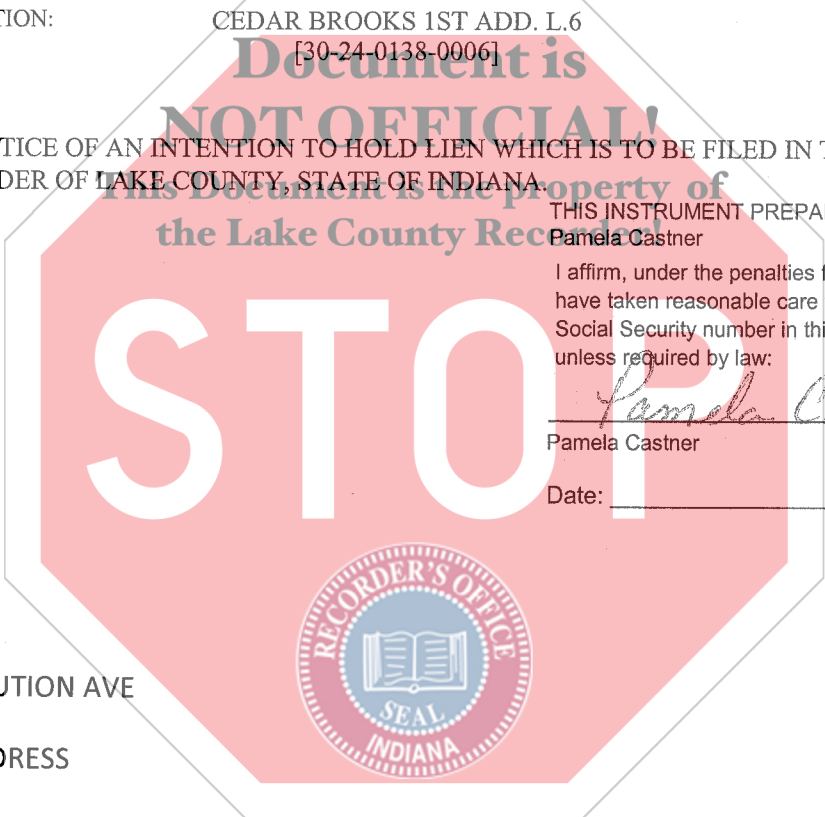 TION:
CEDAR BROOKS 1ST ADD. L.6
[30-24-0138-0006]
Document is
NOT OFFICIAL!
TICE OF AN INTENTION TO HOLD LIEN WHICH IS TO BE FILED IN T
DER OF LAKE COUNTY, STATE OF INDIANA.
This Document is the property of
the Lake County Recorder!
THIS INSTRUMENT PREPA
Pamela Castner
I affirm, under the penalties f
have taken reasonable care
Social Security number in thi
unless required by law:
Pamela C
Pamela Castner
Date:
STOP
RECORDER'S OFFICE
SEAL
INDIANA
UTION AVE
DRESS